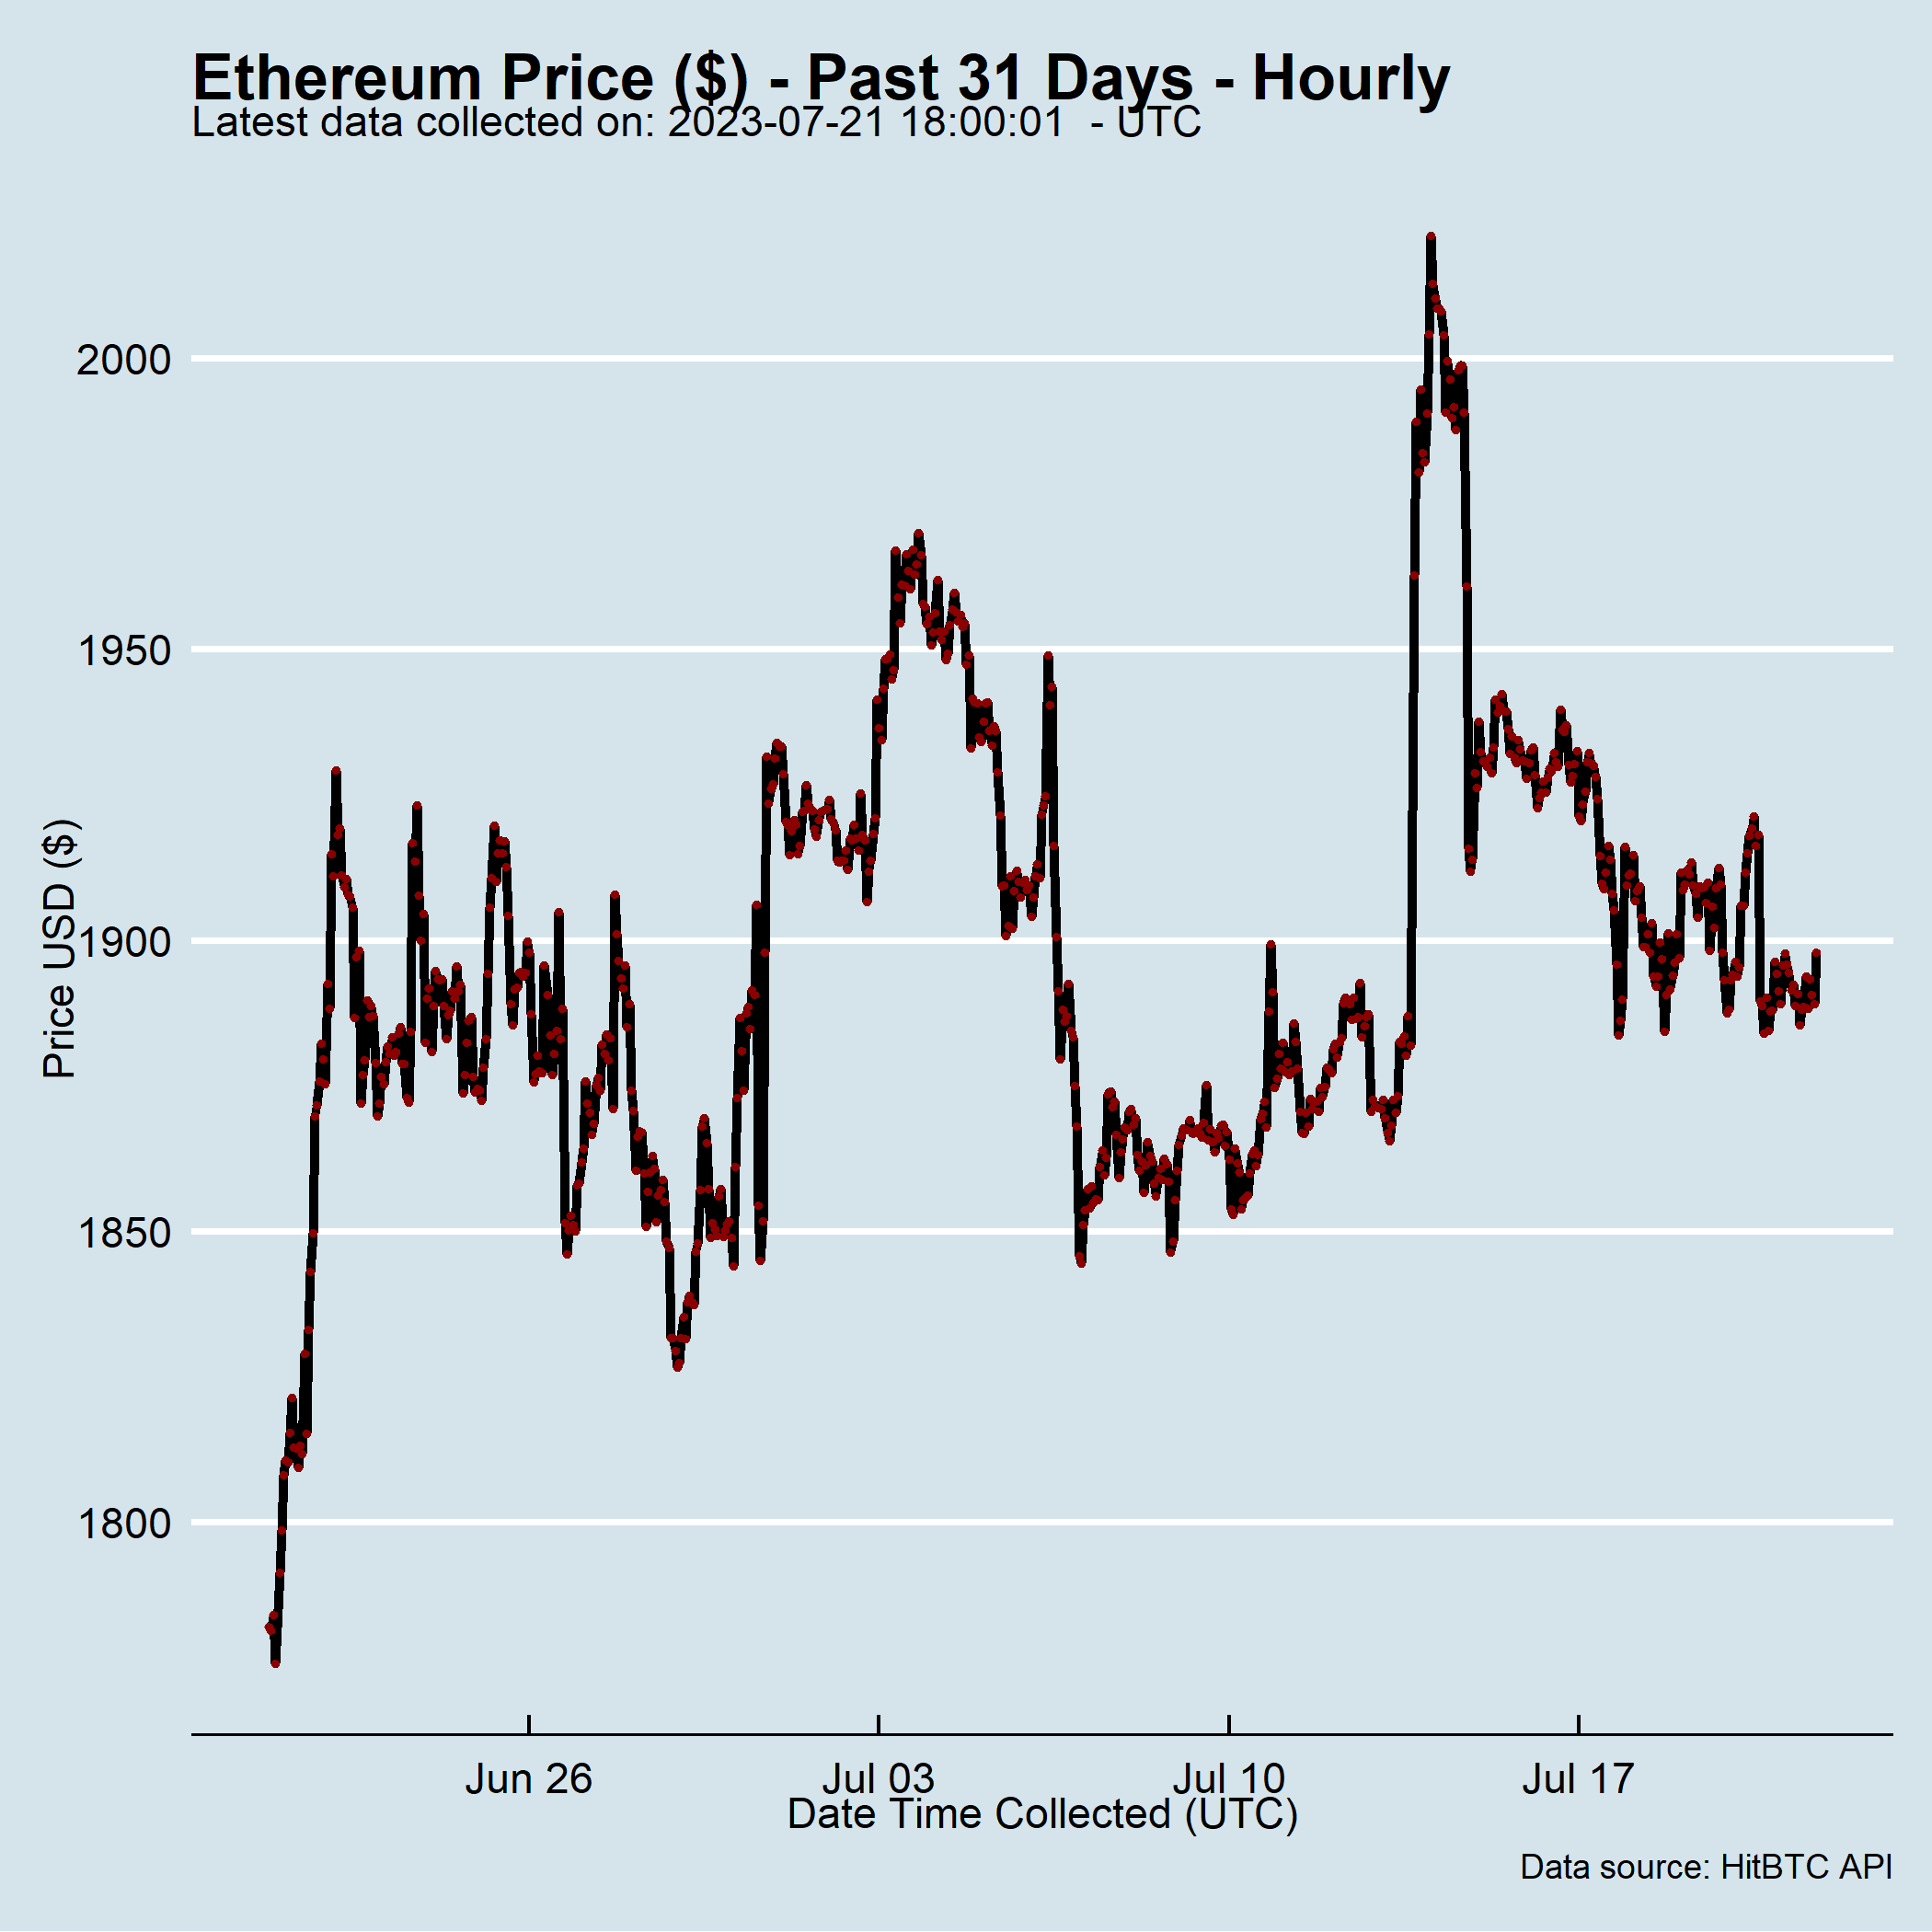 Ethereum Price ($) - Past 31 Days - Hourly
Latest data collected on: 2023-07-21 18:00:01  - UTC
Price USD ($)
2000
1950
1900
1850
1800
Jun 26
Jul 03
Jul 10
Jul 17
Date Time Collected (UTC)
Data source: HitBTC API